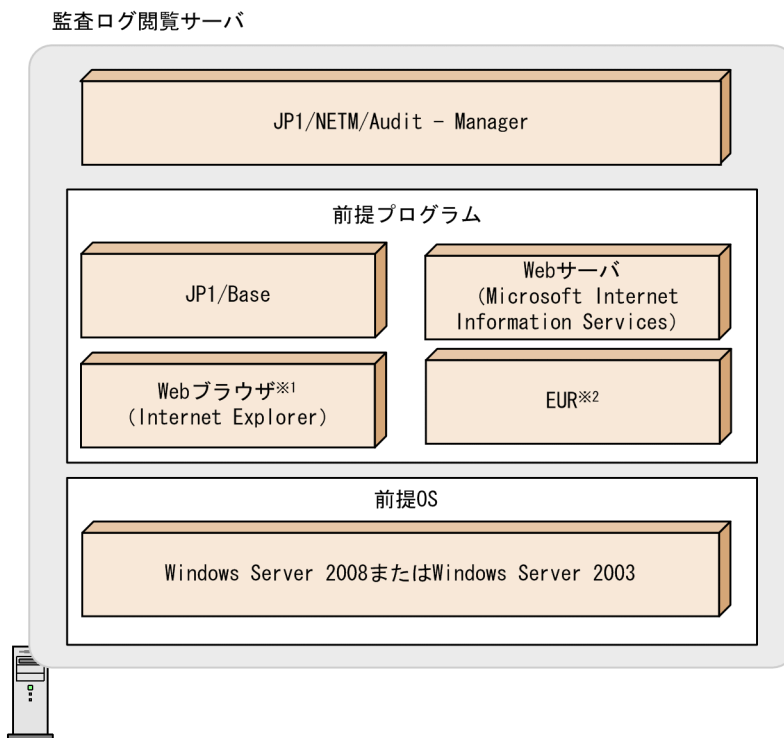 監査ログ閲覧サーバ
JP1/NETM/Audit - Manager
前提プログラム
JP1/Base
Webサーバ
(Microsoft Internet
Information Services)
Webブラウザ※1
(Internet Explorer)
EUR※2
前提OS
Windows Server 2008またはWindows Server 2003